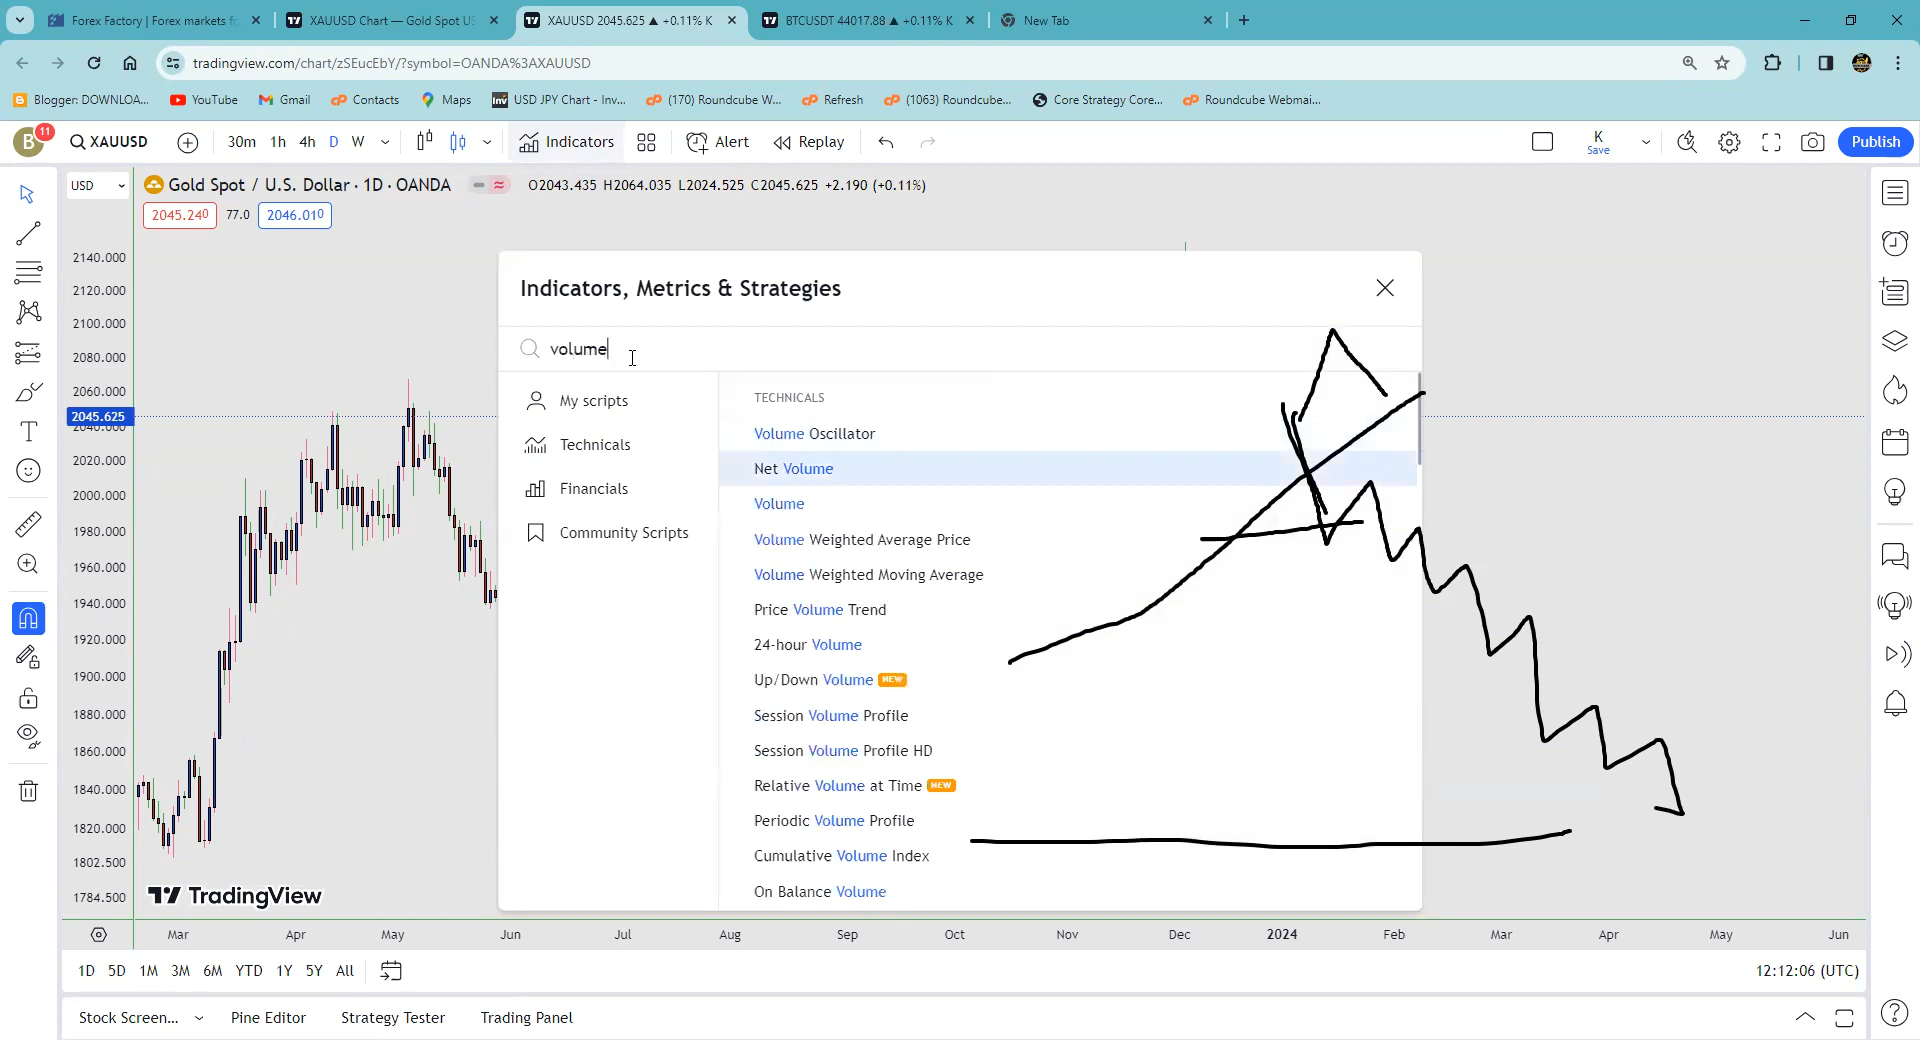 Forex Factory | Forex markets fo
XAUUSD Chart — Gold Spot US
XAUUSD 2045.625 ▲ +0.11% K
BTCUSDT 44017.88 ▲ +0.11% K
New Tab
tradingview.com/chart/zSEucEbY/?symbol=OANDA%3AXAUUSD
Blogger: DOWNLOA...
YouTube
Gmail
Contacts
Maps
Inv USD JPY Chart - Inv...
(170) Roundcube W...
Refresh
(1063) Roundcube...
Core Strategy Core...
Roundcube Webmai...
B 11
XAUUSD
30m 1h 4h D W
Indicators
Alert
Replay
K
Save
Publish
USD
Gold Spot / U.S. Dollar · 1D · OANDA
O2043.435 H2064.035 L2024.525 C2045.625 +2.190 (+0.11%)
2045.240 77.0 2046.010
2140.000
2120.000
2100.000
2080.000
2060.000
2045.625
2040.000
2020.000
2000.000
1980.000
1960.000
1940.000
1920.000
1900.000
1880.000
1860.000
1840.000
1820.000
1802.500
1784.500
Indicators, Metrics & Strategies
volume
My scripts
Technicals
Financials
Community Scripts
TECHNICALS
Volume Oscillator
Net Volume
Volume
Volume Weighted Average Price
Volume Weighted Moving Average
Price Volume Trend
24-hour Volume
Up/Down Volume NEW
Session Volume Profile
Session Volume Profile HD
Relative Volume at Time NEW
Periodic Volume Profile
Cumulative Volume Index
On Balance Volume
TradingView
Mar Apr May Jun Jul Aug Sep Oct Nov Dec 2024 Feb Mar Apr May Jun
1D 5D 1M 3M 6M YTD 1Y 5Y All
12:12:06 (UTC)
Stock Screen... Pine Editor Strategy Tester Trading Panel